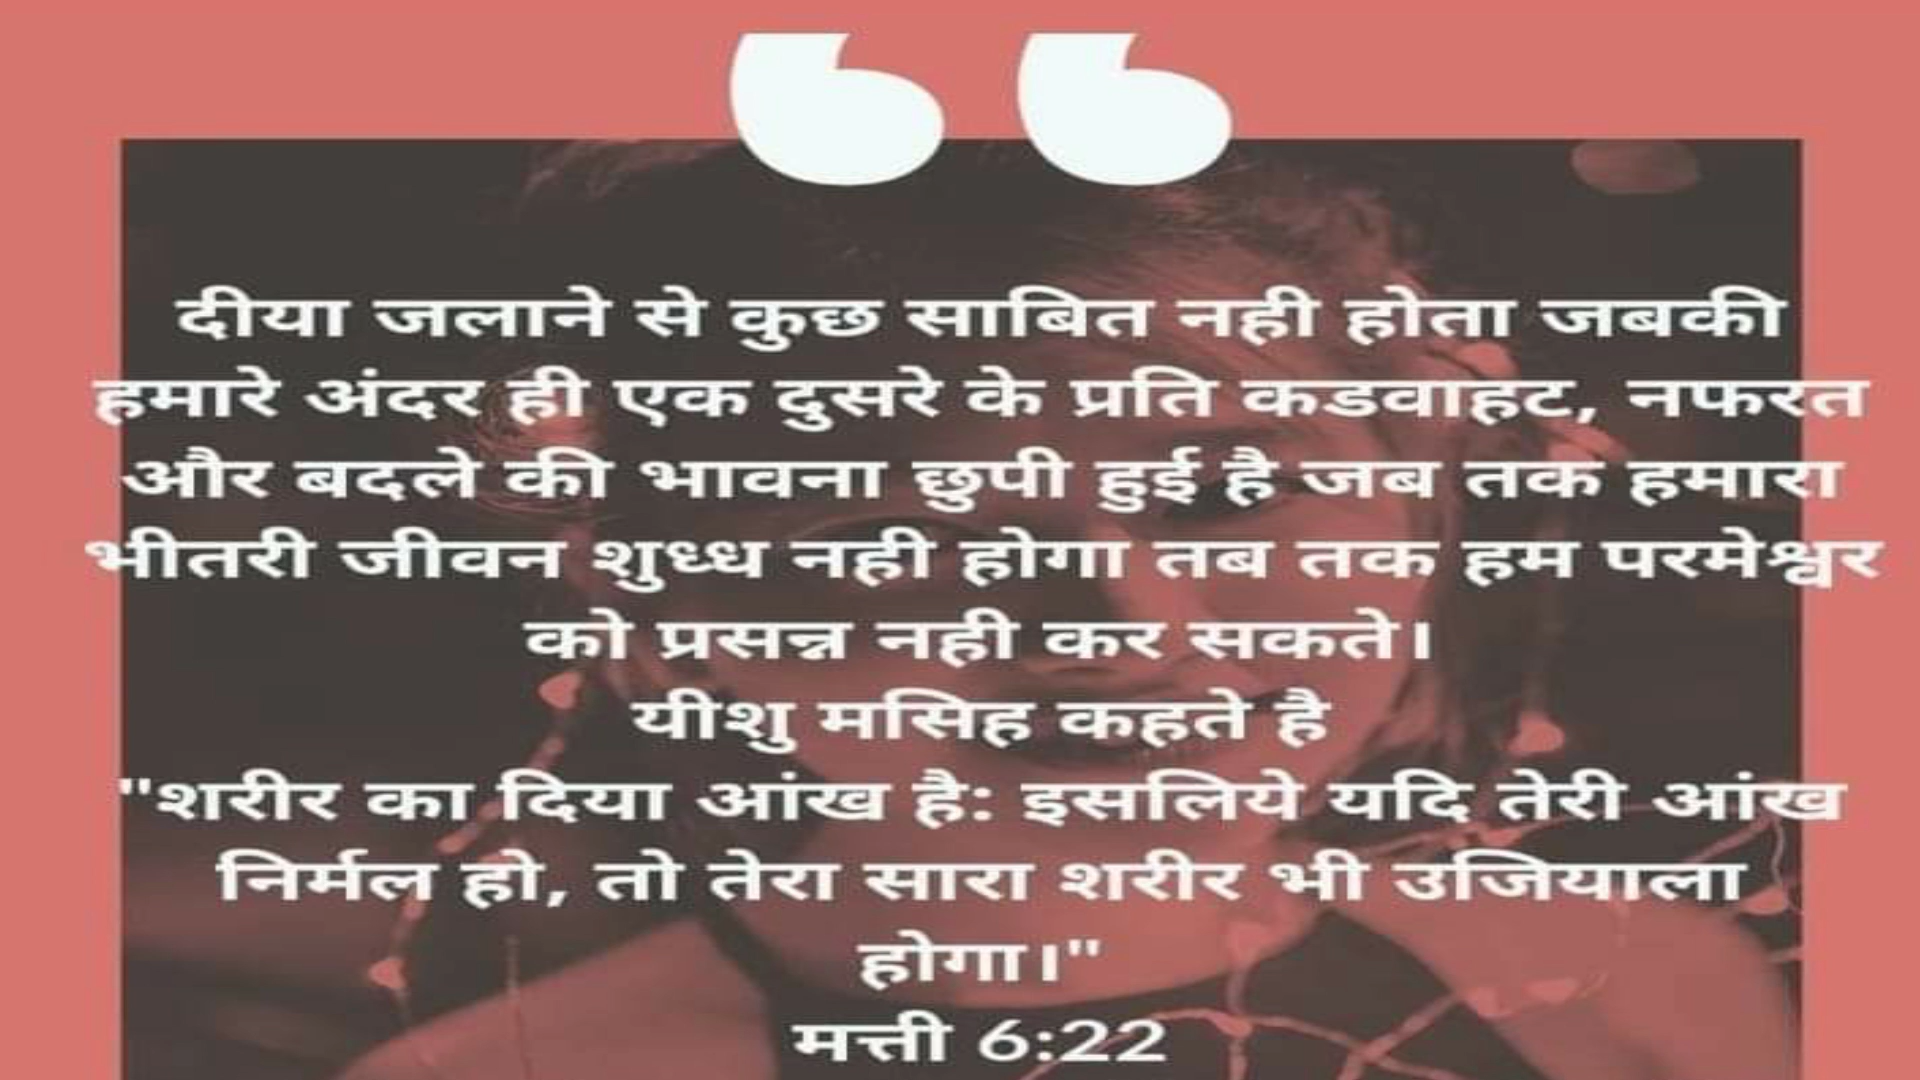 दीया जलाने से कुछ साबित नही होता जबकी
हमारे अंदर ही एक दुसरे के प्रति कडवाहट, नफरत
और बदले की भावना छुपी हुई है जब तक हमारा
भीतरी जीवन शुध्ध नही होगा तब तक हम परमेश्वर
को प्रसन्न नही कर सकते।
यीशु मसिह कहते है
"शरीर का दिया आंख है: इसलिये यदि तेरी आंख
निर्मल हो, तो तेरा सारा शरीर भी उजियाला
होगा।"
मत्ती 6:22